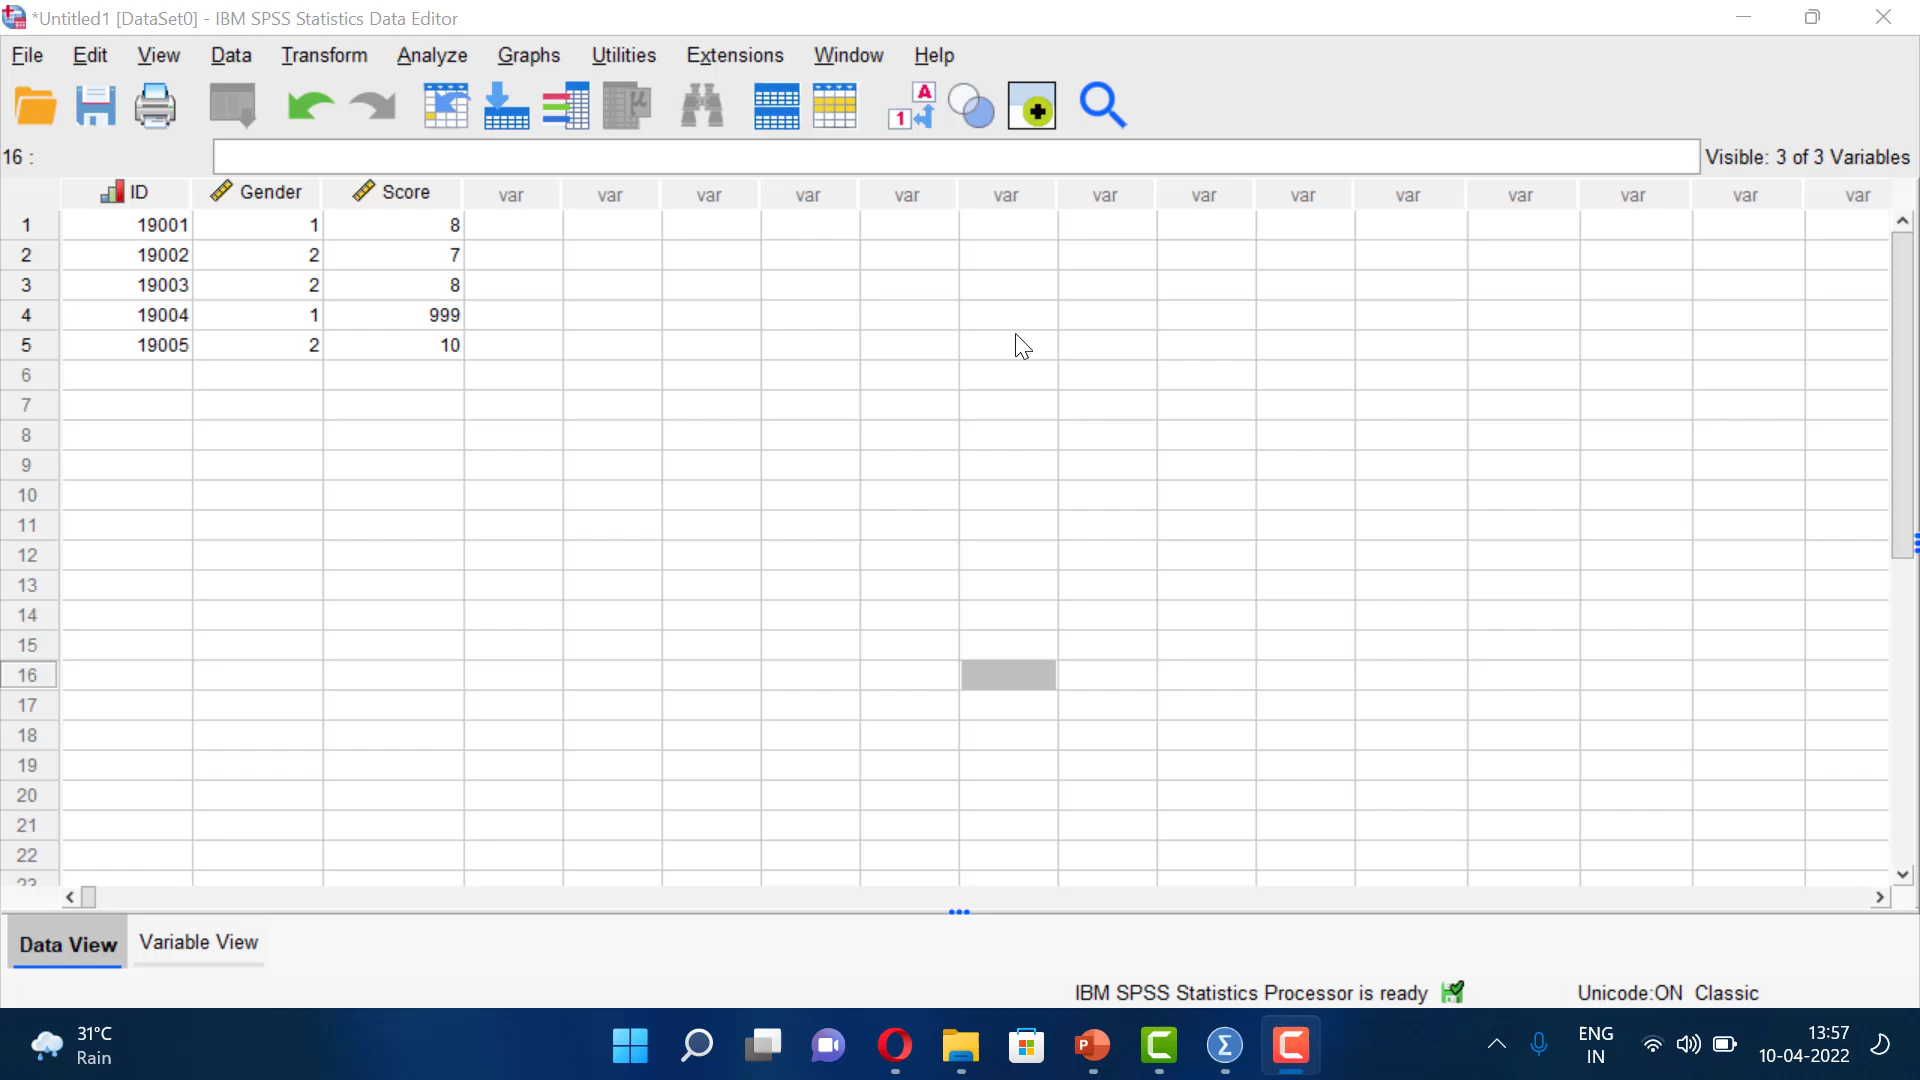 *Untitled1 [DataSet0] - IBM SPSS Statistics Data Editor
File Edit View Data Transform Analyze Graphs Utilities Extensions Window Help
A
1
16 : Visible: 3 of 3 Variables
ID Gender Score var var var var var var var var var var var var var var
1 19001 1 8
2 19002 2 7
3 19003 2 8
4 19004 1 999
5 19005 2 10
6
7
8
9
10
11
12
13
14
15
16
17
18
19
20
21
22
23
Data View Variable View
IBM SPSS Statistics Processor is ready Unicode:ON Classic
31°C
Rain
ENG
IN
13:57
10-04-2022